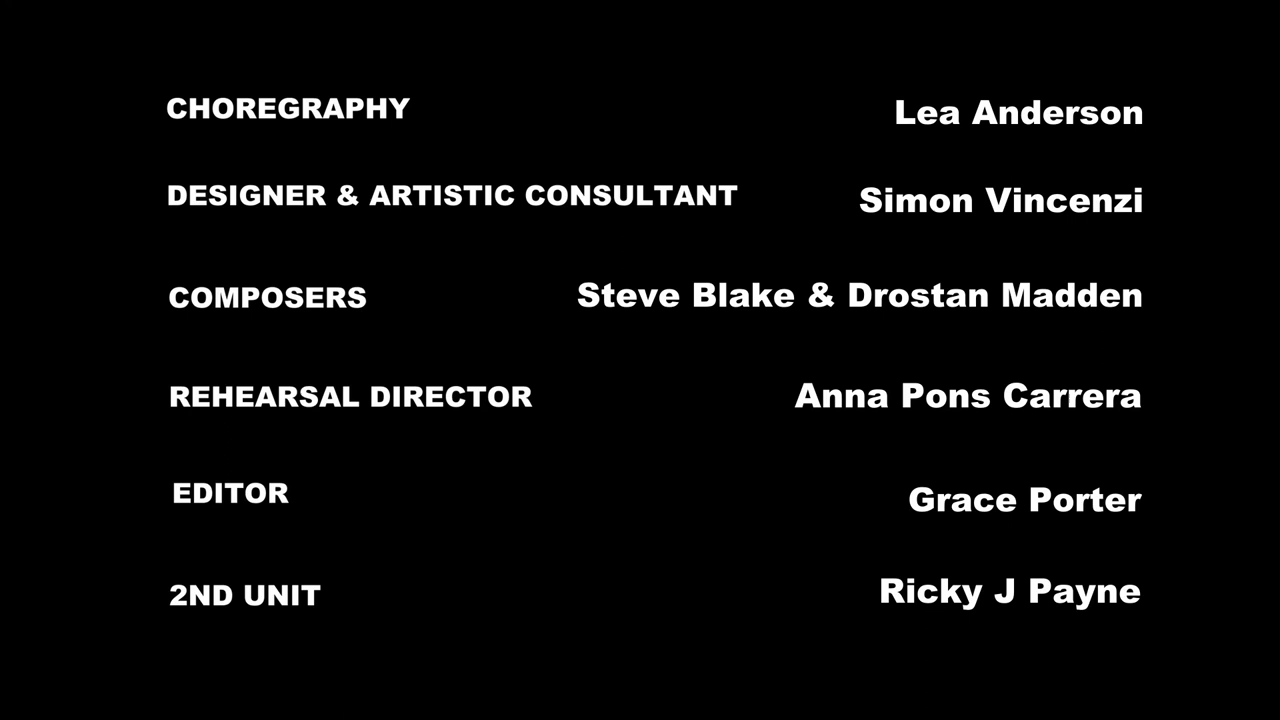 CHOREGRAPHY Lea Anderson
DESIGNER & ARTISTIC CONSULTANT Simon Vincenzi
COMPOSERS Steve Blake & Drostan Madden
REHEARSAL DIRECTOR Anna Pons Carrera
EDITOR Grace Porter
2ND UNIT Ricky J Payne